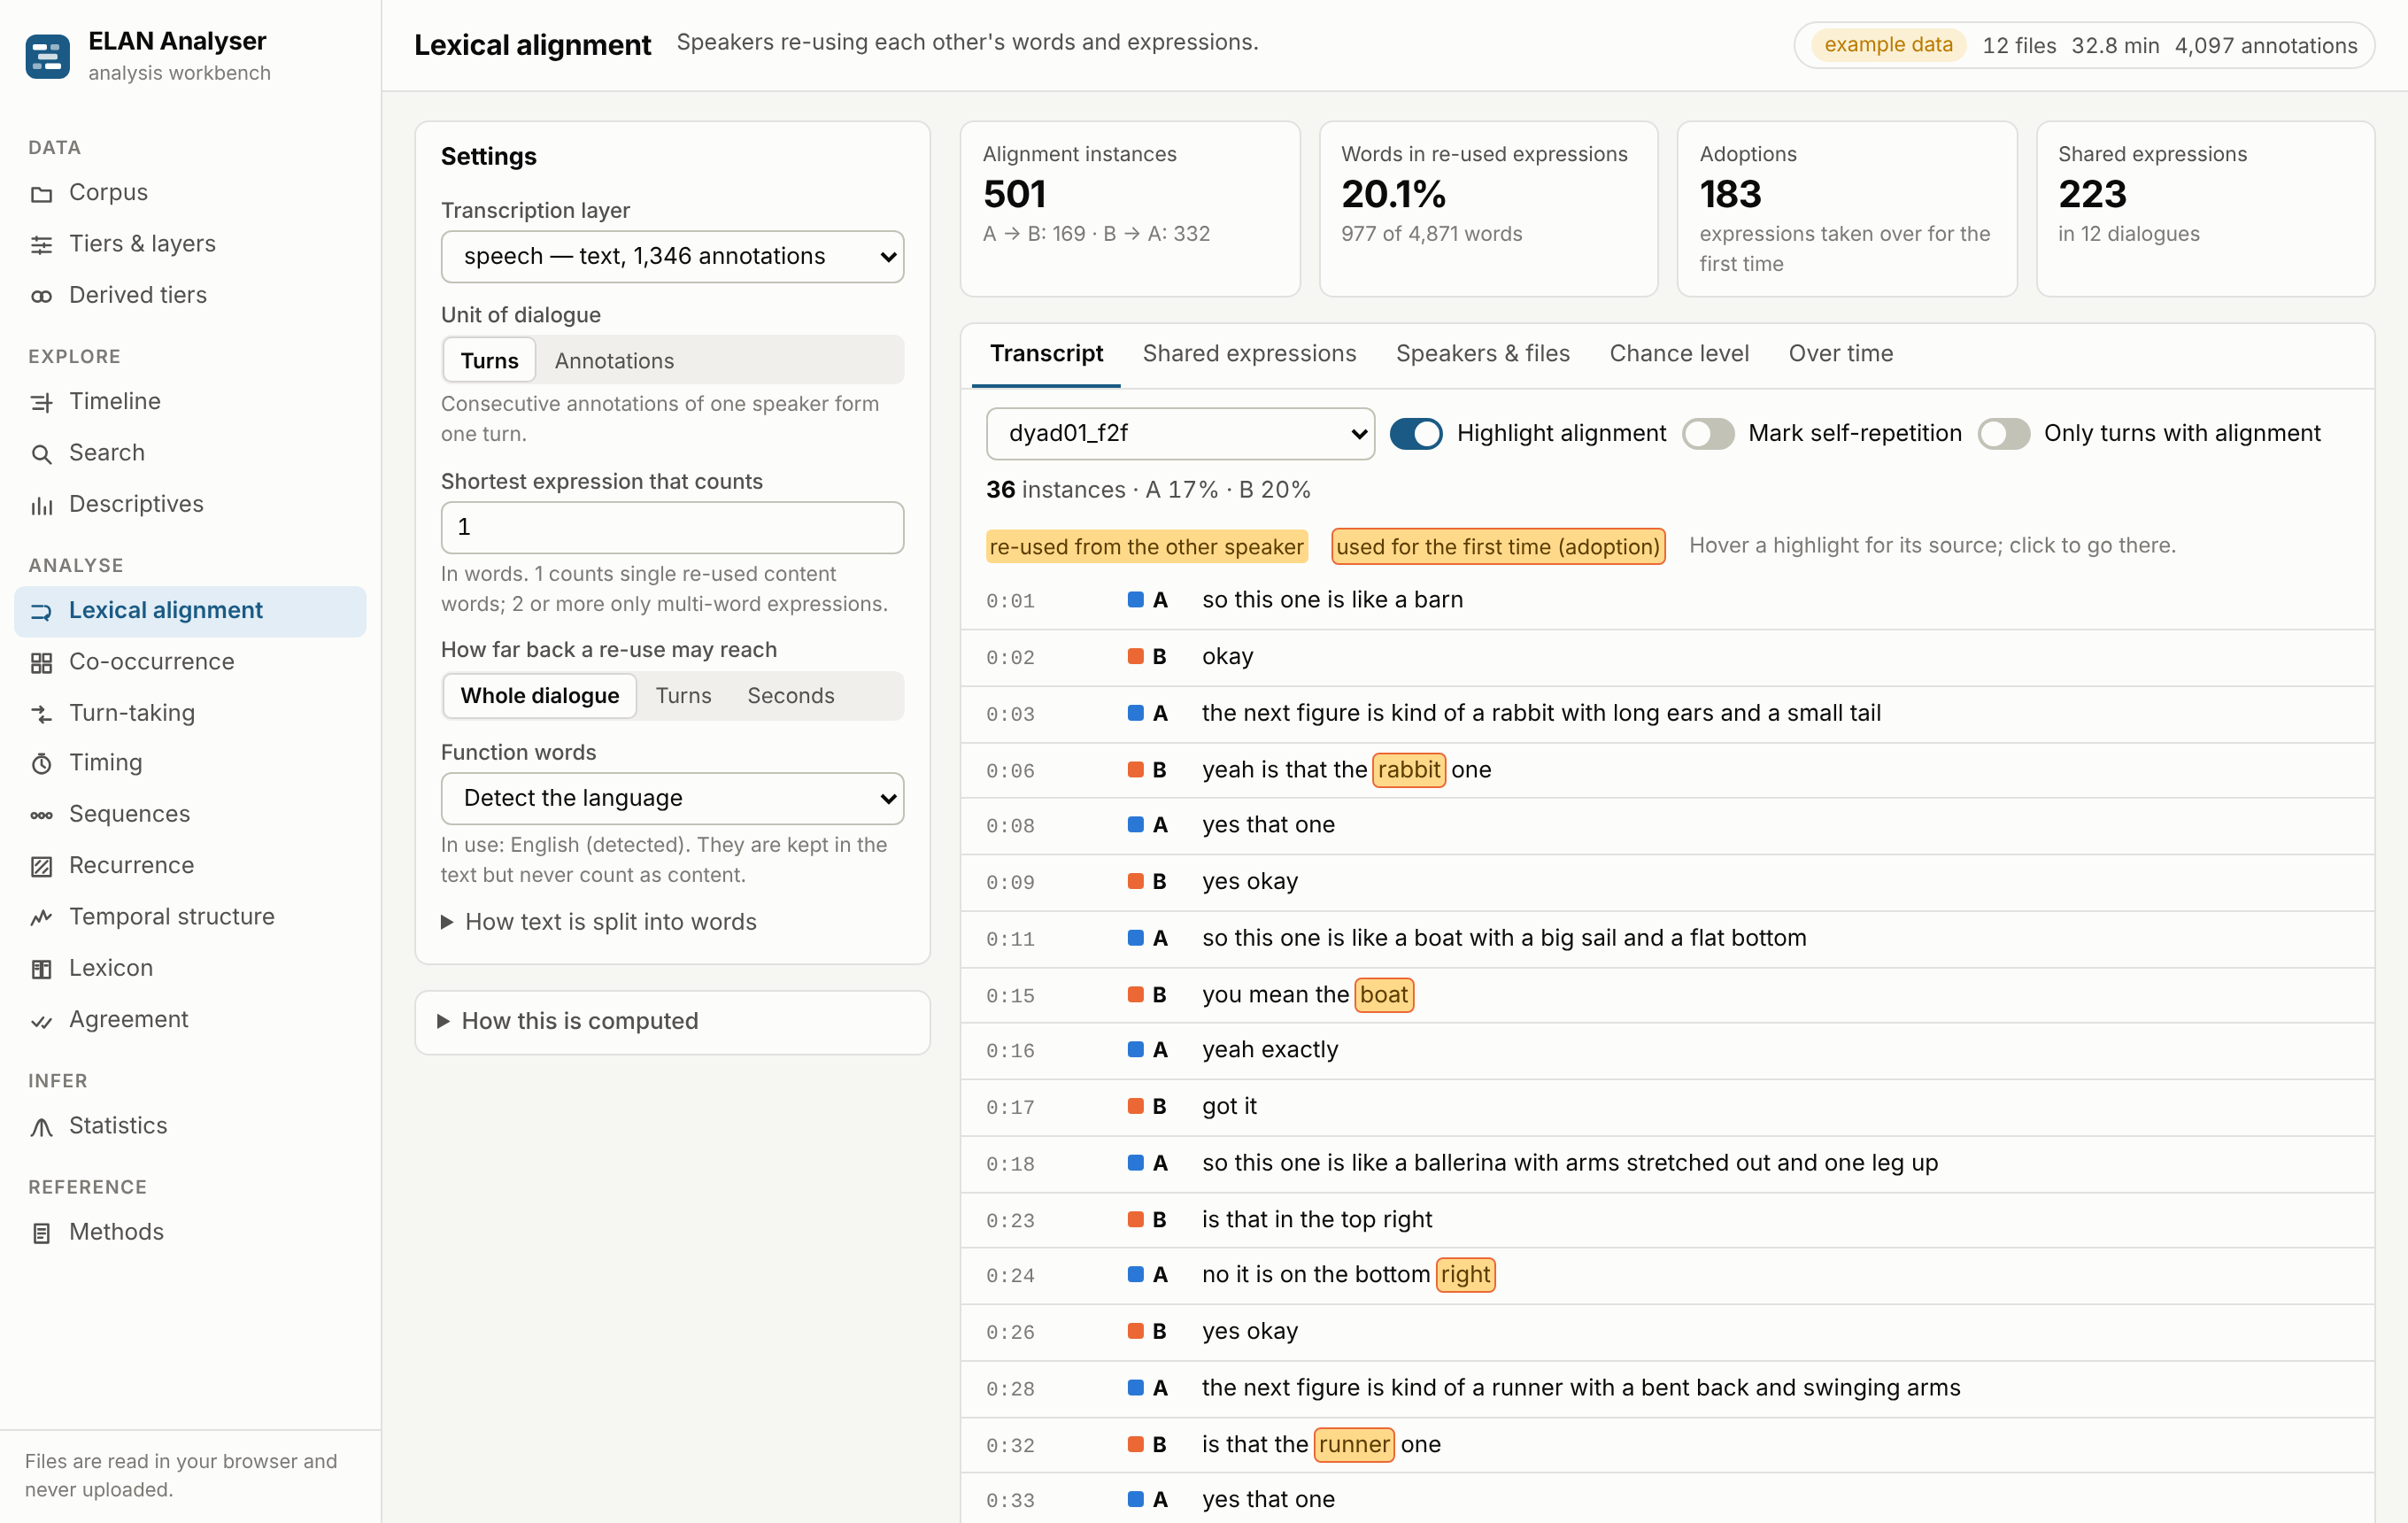 ELAN Analyser
analysis workbench
DATA
Corpus
Tiers & layers
Derived tiers
EXPLORE
Timeline
Search
Descriptives
ANALYSE
Lexical alignment
Co-occurrence
Turn-taking
Timing
Sequences
Recurrence
Temporal structure
Lexicon
Agreement
INFER
Statistics
REFERENCE
Methods
Files are read in your browser and
never uploaded.
Lexical alignment Speakers re-using each other's words and expressions.
example data 12 files 32.8 min 4,097 annotations
Settings
Transcription layer
speech — text, 1,346 annotations
Unit of dialogue
Turns Annotations
Consecutive annotations of one speaker form
one turn.
Shortest expression that counts
1
In words. 1 counts single re-used content
words; 2 or more only multi-word expressions.
How far back a re-use may reach
Whole dialogue Turns Seconds
Function words
Detect the language
In use: English (detected). They are kept in the
text but never count as content.
How text is split into words
How this is computed
Alignment instances
501
A → B: 169 · B → A: 332
Words in re-used expressions
20.1%
977 of 4,871 words
Adoptions
183
expressions taken over for the
first time
Shared expressions
223
in 12 dialogues
Transcript Shared expressions Speakers & files Chance level Over time
dyad01_f2f Highlight alignment Mark self-repetition Only turns with alignment
36 instances · A 17% · B 20%
re-used from the other speaker used for the first time (adoption) Hover a highlight for its source; click to go there.
0:01 A so this one is like a barn
0:02 B okay
0:03 A the next figure is kind of a rabbit with long ears and a small tail
0:06 B yeah is that the rabbit one
0:08 A yes that one
0:09 B yes okay
0:11 A so this one is like a boat with a big sail and a flat bottom
0:15 B you mean the boat
0:16 A yeah exactly
0:17 B got it
0:18 A so this one is like a ballerina with arms stretched out and one leg up
0:23 B is that in the top right
0:24 A no it is on the bottom right
0:26 B yes okay
0:28 A the next figure is kind of a runner with a bent back and swinging arms
0:32 B is that the runner one
0:33 A yes that one